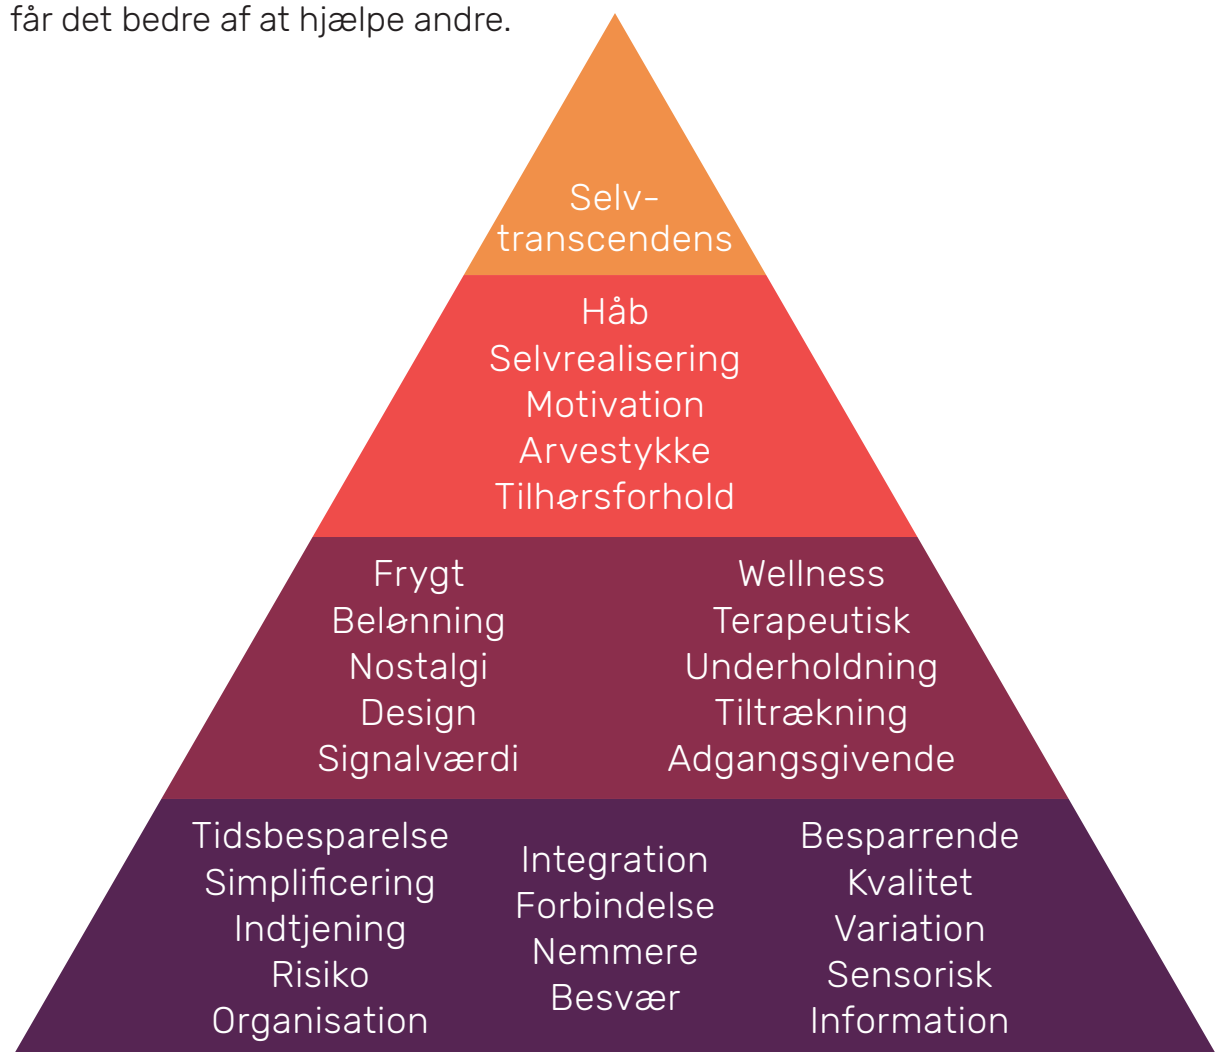 får det bedre af at hjælpe andre.
Selv-
transcendens
Håb
Selvrealisering
Motivation
Arvestykke
Tilhørsforhold
Frygt
Belønning
Nostalgi
Design
Signalværdi
Wellness
Terapeutisk
Underholdning
Tiltrækning
Adgangsgivende
Tidsbesparelse
Simplificering
Indtjening
Risiko
Organisation
Integration
Forbindelse
Nemmere
Besvær
Besparrende
Kvalitet
Variation
Sensorisk
Information